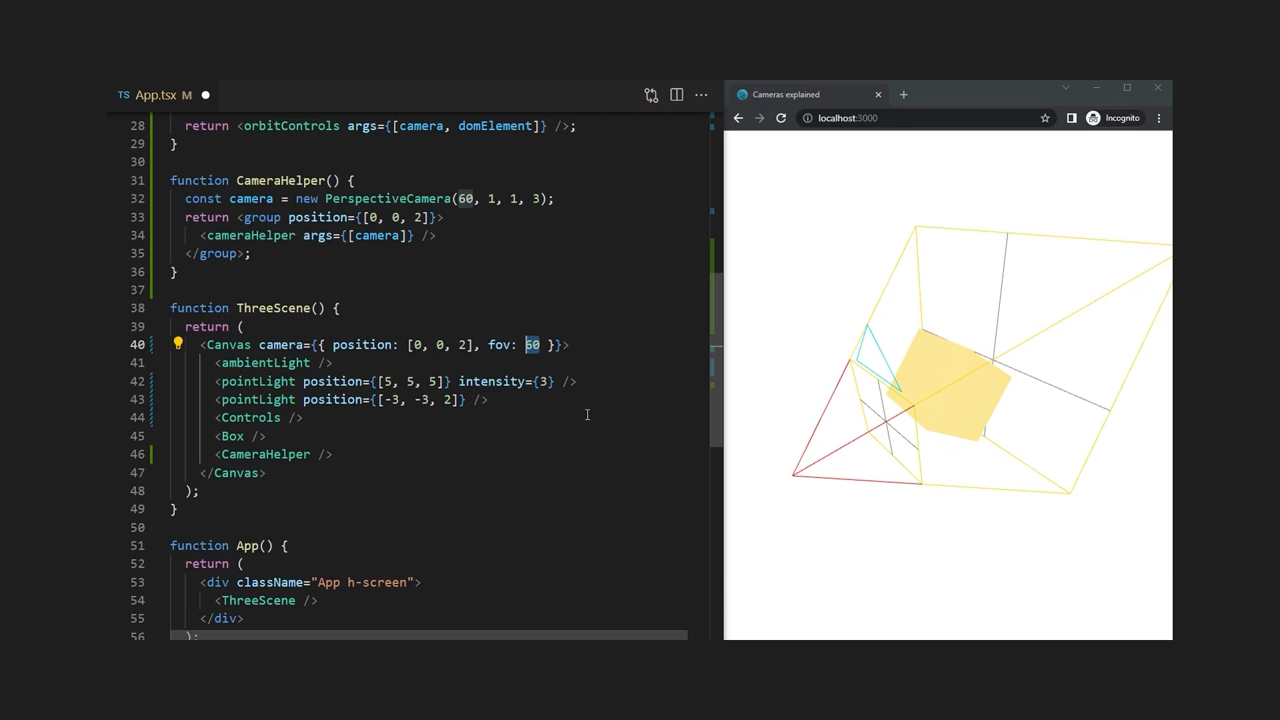 TS App.tsx M
28 return <orbitControls args={[camera, domElement]} />;
29 }
30
31 function CameraHelper() {
32 const camera = new PerspectiveCamera(60, 1, 1, 3);
33 return <group position={[0, 0, 2]}>
34 <cameraHelper args={[camera]} />
35 </group>;
36 }
37
38 function ThreeScene() {
39 return (
40 <Canvas camera={{ position: [0, 0, 2], fov: 60 }}>
41 <ambientLight />
42 <pointLight position={[5, 5, 5]} intensity={3} />
43 <pointLight position={[-3, -3, 2]} />
44 <Controls />
45 <Box />
46 <CameraHelper />
47 </Canvas>
48 );
49 }
50
51 function App() {
52 return (
53 <div className="App h-screen">
54 <ThreeScene />
55 </div>
56 );
Cameras explained
localhost:3000
Incognito